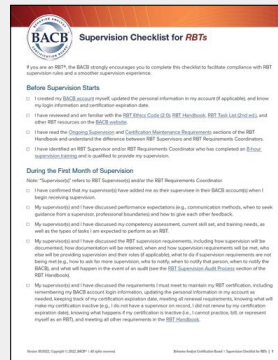 BACB
Supervision Checklist for RBTs
If you are an RBT®, the BACB strongly encourages you to complete this checklist to facilitate compliance with RBT
supervision rules and a smoother supervision experience.
Before Supervision Starts
I created my BACB account myself; updated the personal information in my account (if applicable), and know
my login information and certification expiration date.
I have reviewed and am familiar with the RBT Ethics Code (2.0), RBT Handbook, RBT Task List (2nd ed.), and
other RBT resources on the BACB website.
I have read the Ongoing Supervision and Certification Maintenance Requirements sections of the RBT
Handbook and understand the difference between RBT Supervisors and RBT Requirements Coordinators.
I have identified an RBT Supervisor and/or RBT Requirements Coordinator who has completed an 8-hour
supervision training and is qualified to provide my supervision.
During the First Month of Supervision
Note: "Supervisor(s)" refers to RBT Supervisor(s) and/or the RBT Requirements Coordinator.
I have confirmed that my supervisor(s) have added me as their supervisee in their BACB account(s) when I
begin receiving supervision.
My supervisor(s) and I have discussed performance expectations (e.g., communication methods, when to seek
guidance from a supervisor, professional boundaries) and how to give each other feedback.
My supervisor(s) and I have discussed my competency assessment, current skill set, and training needs, as
well as the types of tasks I am expected to perform as an RBT.
My supervisor(s) and I have discussed the RBT supervision requirements, including how supervision will be
documented, how documentation will be retained, when and how supervision requirements will be met, who
else will be providing supervision and their roles (if applicable), what to do if supervision requirements are not
being met (e.g., how to ask for more supervision, who to notify, when to notify that person, when to notify the
BACB), and what will happen in the event of an audit (see the RBT Supervision Audit Process section of the
RBT Handbook).
My supervisor(s) and I have discussed the requirements I must meet to maintain my RBT certification, including
remembering my BACB account login information, updating the personal information in my account as
needed, keeping track of my certification expiration date, meeting all renewal requirements, knowing what will
make my certification inactive (e.g., I do not have a supervisor on record, I did not renew by my certification
expiration date), knowing what happens if my certification is inactive (i.e., I cannot practice, bill, or represent
myself as an RBT), and meeting all other requirements in the RBT Handbook.